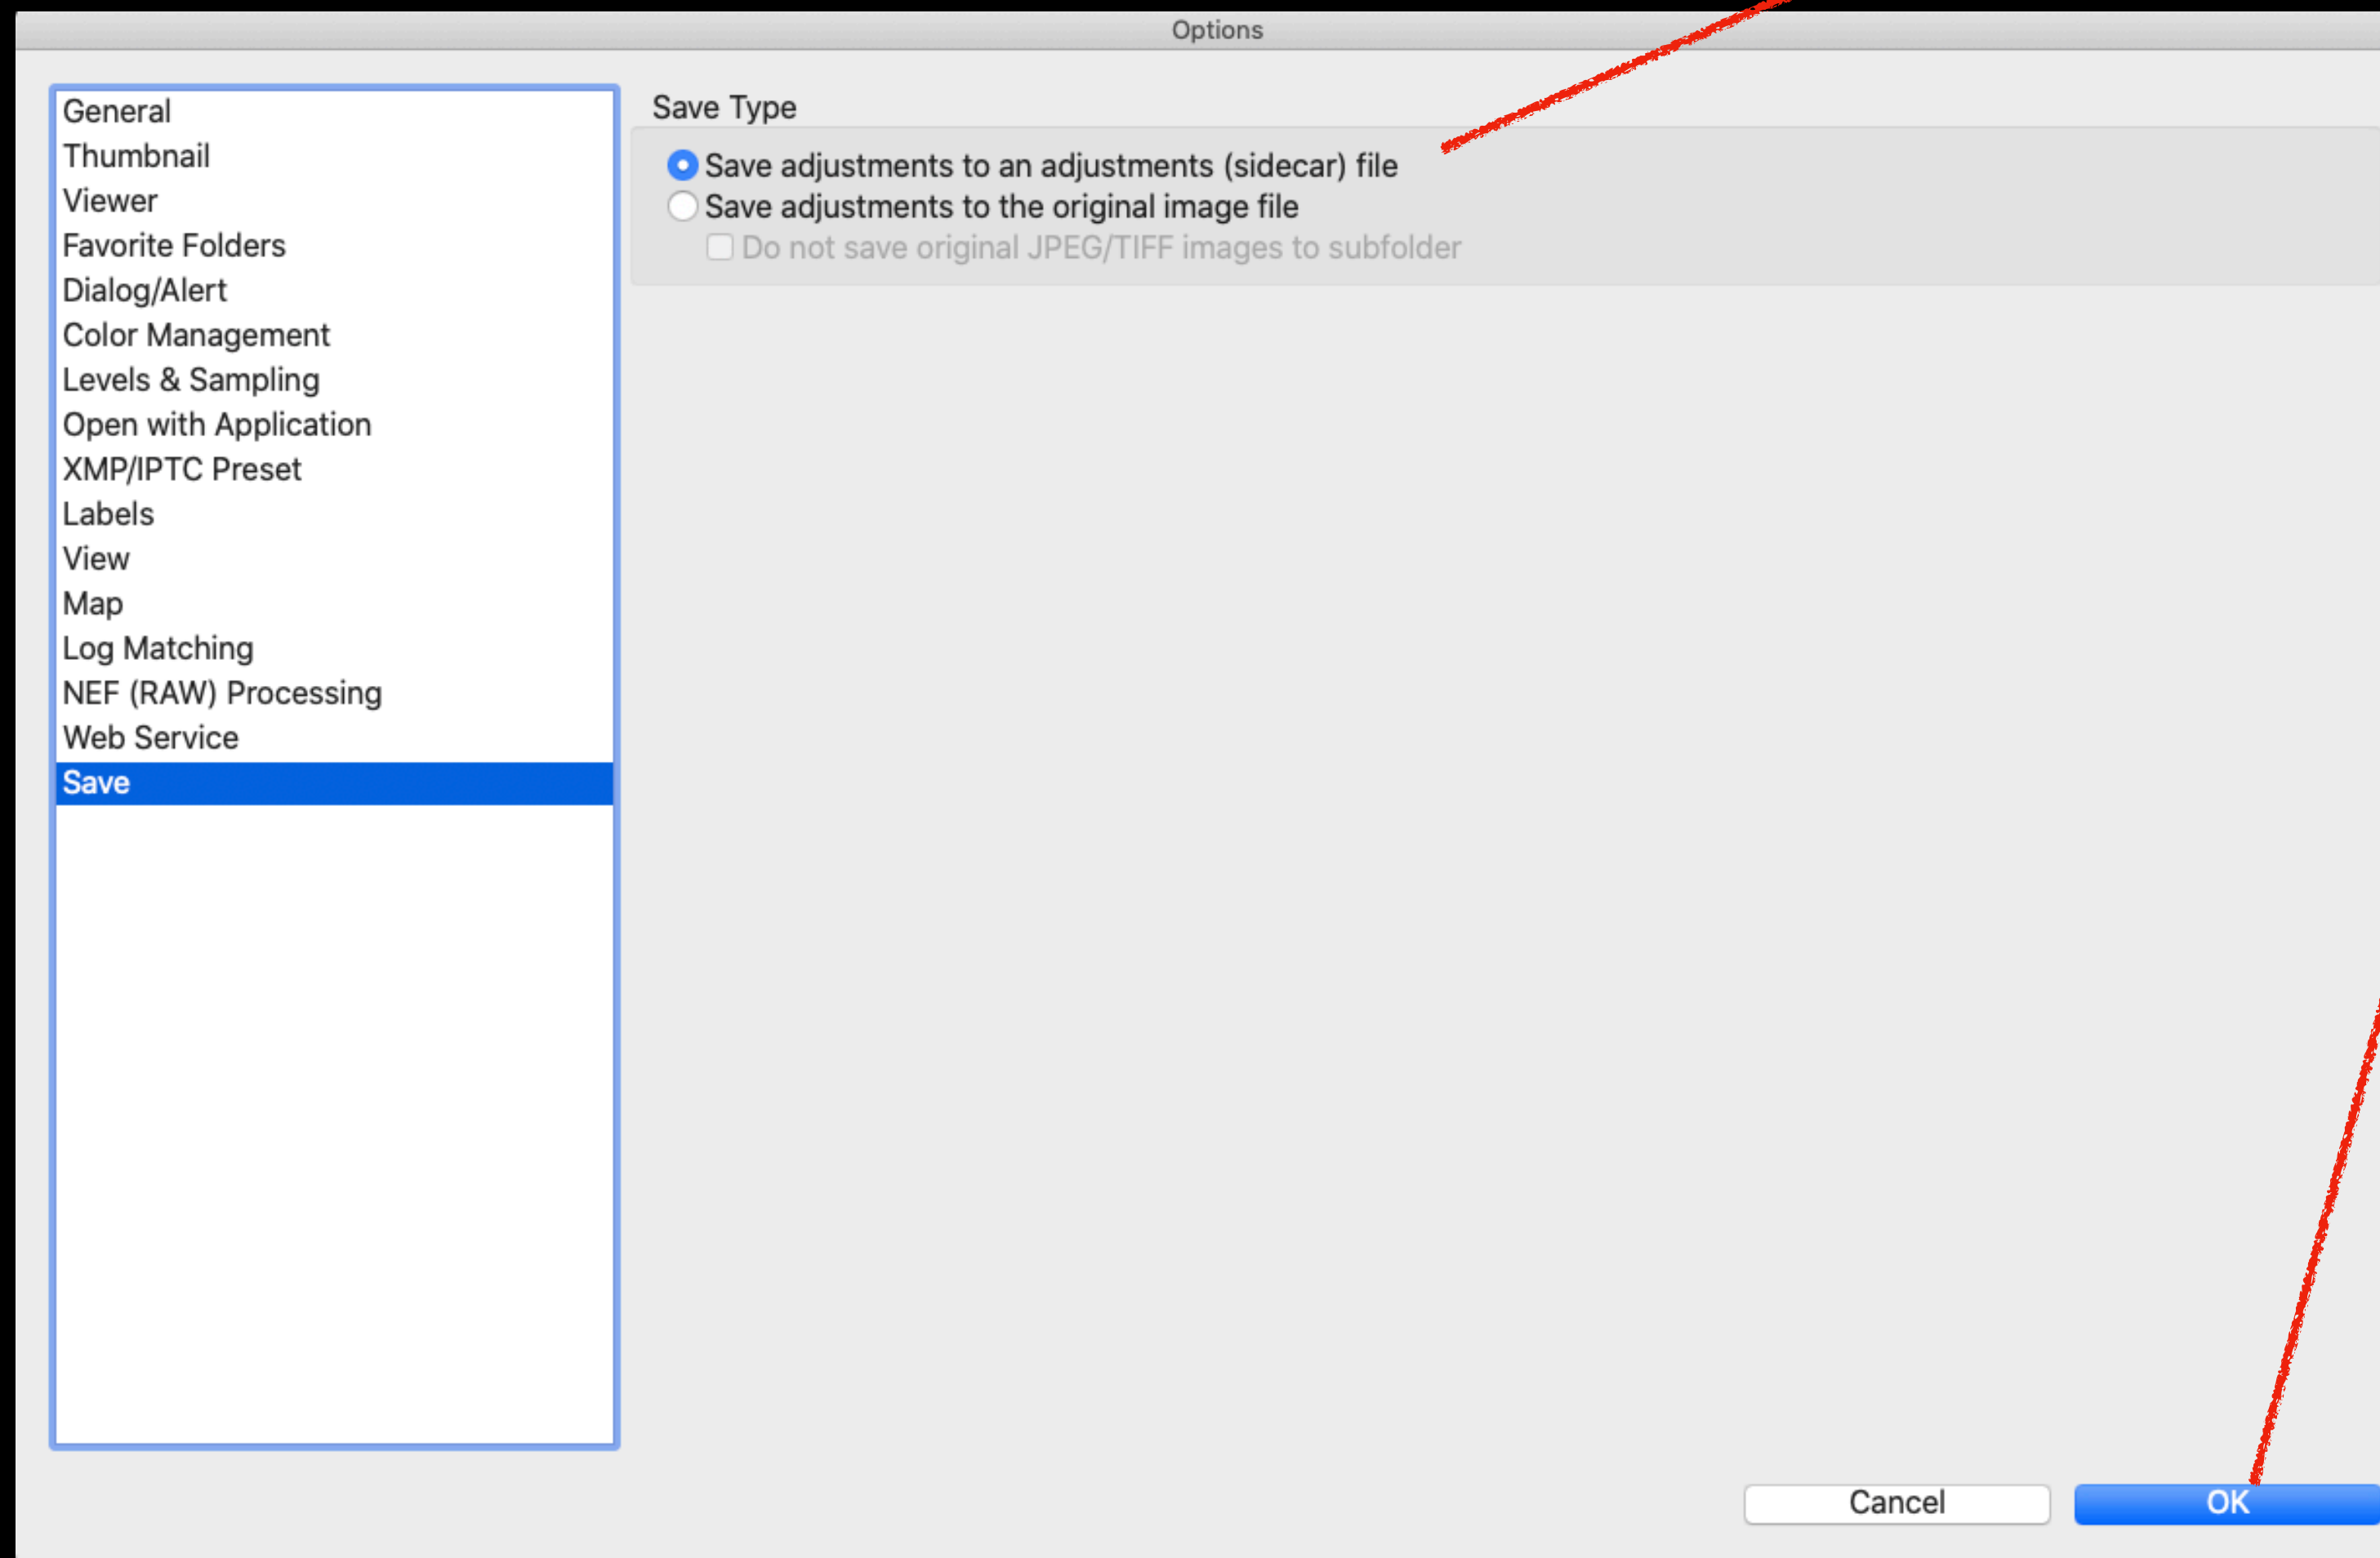 Options
General
Thumbnail
Viewer
Favorite Folders
Dialog/Alert
Color Management
Levels & Sampling
Open with Application
XMP/IPTC Preset
Labels
View
Map
Log Matching
NEF (RAW) Processing
Web Service
Save
Save Type
Save adjustments to an adjustments (sidecar) file
Save adjustments to the original image file
Do not save original JPEG/TIFF images to subfolder
Cancel
OK